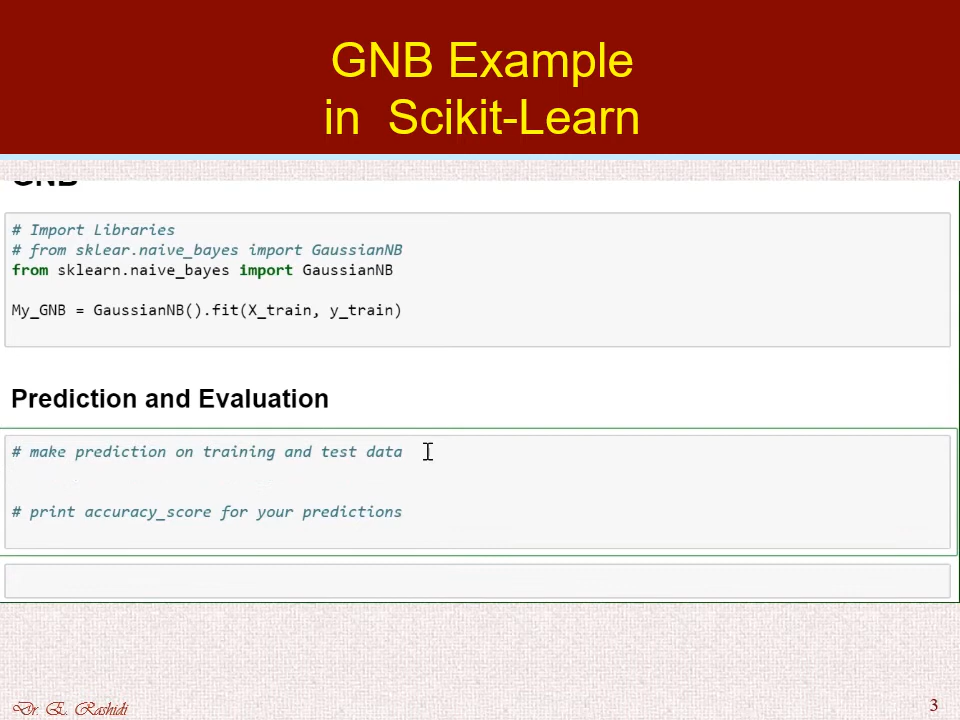 GNB Example
in Scikit-Learn
GNB
# Import Libraries
# from sklear.naive_bayes import GaussianNB
from sklearn.naive_bayes import GaussianNB
My_GNB = GaussianNB().fit(X_train, y_train)
Prediction and Evaluation
# make prediction on training and test data
# print accuracy_score for your predictions
Dr. E. Rashidi
3